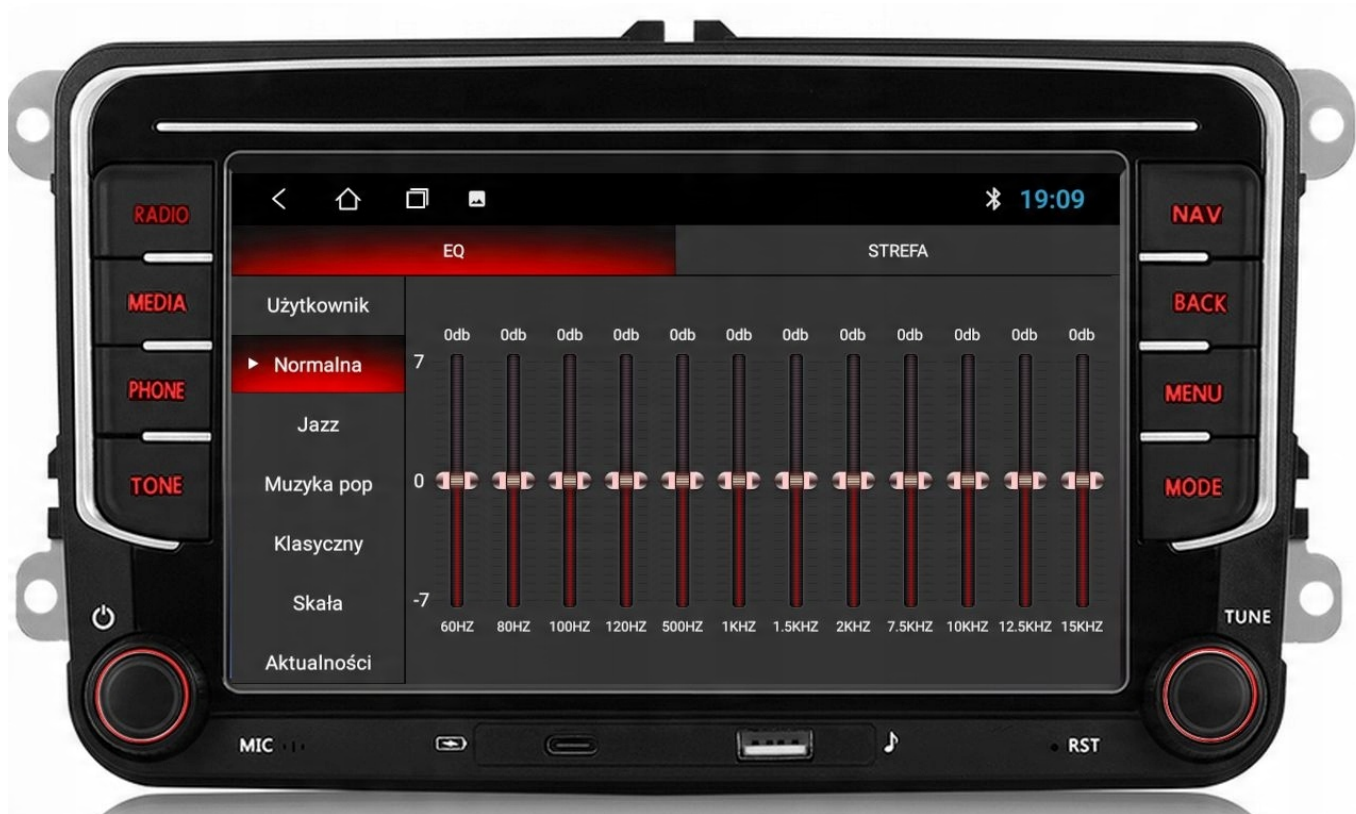 RADIO
MEDIA
PHONE
TONE
19:09
EQ
STREFA
Użytkownik
Normalna
Jazz
Muzyka pop
Klasyczny
Skała
Aktualności
0db 0db 0db 0db 0db 0db 0db 0db 0db 0db 0db 0db
7
0
-7
60HZ 80HZ 100HZ 120HZ 500HZ 1KHZ 1.5KHZ 2KHZ 7.5KHZ 10KHZ 12.5KHZ 15KHZ
NAV
BACK
MENU
MODE
TUNE
MIC
RST